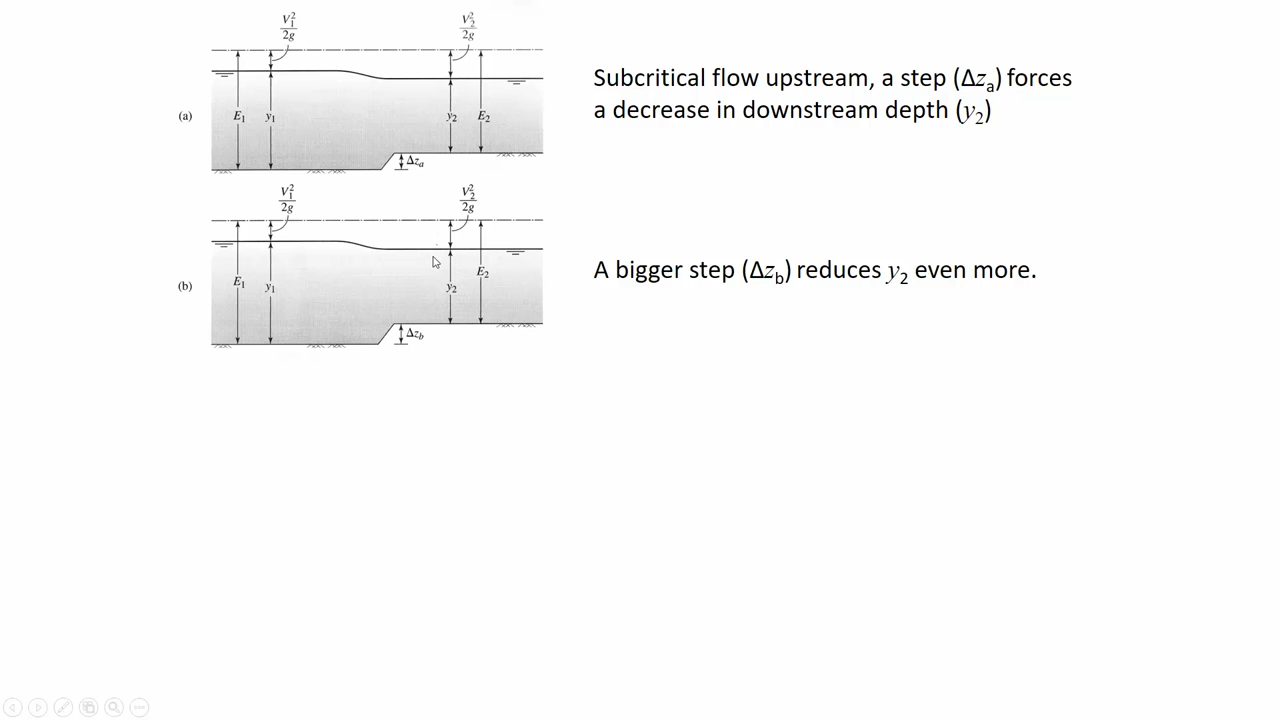 V₁²/2g V₂²/2g
Subcritical flow upstream, a step (Δzₐ) forces
a decrease in downstream depth (y₂)
(a) E₁ y₁ y₂ E₂
Δzₐ
V₁²/2g V₂²/2g
A bigger step (Δz_b) reduces y₂ even more.
(b) E₁ y₁ y₂ E₂
Δz_b